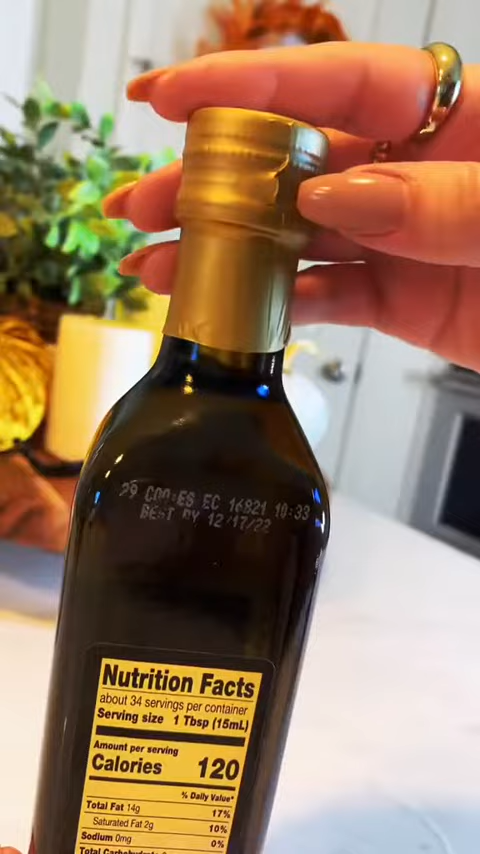 29 COO:ES EC 16821 10:33
BEST BY 12/17/22
Nutrition Facts
about 34 servings per container
Serving size 1 Tbsp (15mL)
Amount per serving
Calories 120
% Daily Value*
Total Fat 14g 17%
Saturated Fat 2g 10%
Sodium 0mg 0%
Total